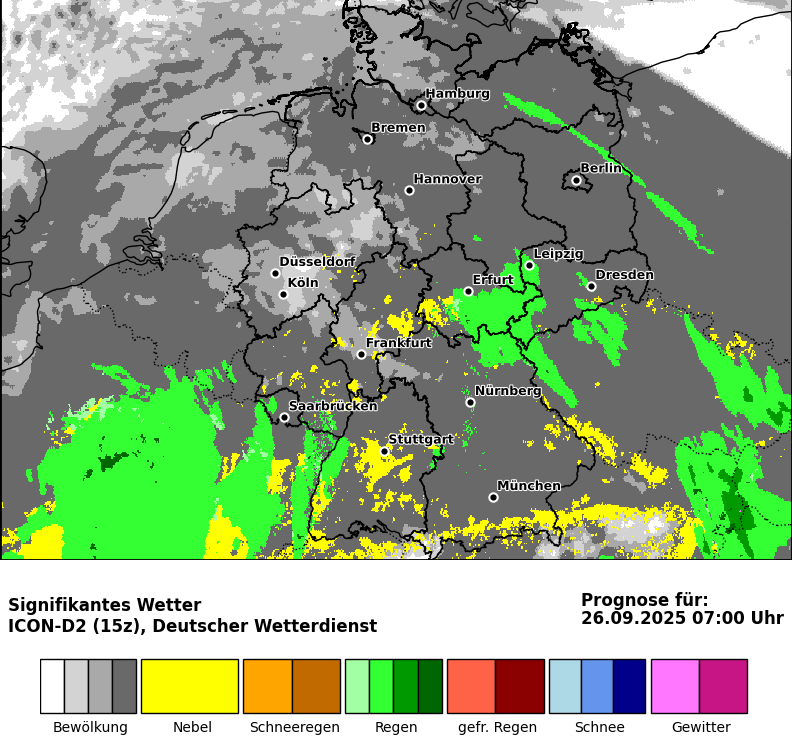 Hamburg
Bremen
Berlin
Hannover
Leipzig
Düsseldorf
Dresden
Erfurt
Köln
Frankfurt
Nürnberg
Saarbrücken
Stuttgart
München
Signifikantes Wetter
ICON-D2 (15z), Deutscher Wetterdienst
Prognose für:
26.09.2025 07:00 Uhr
Bewölkung Nebel Schneeregen Regen gefr. Regen Schnee Gewitter